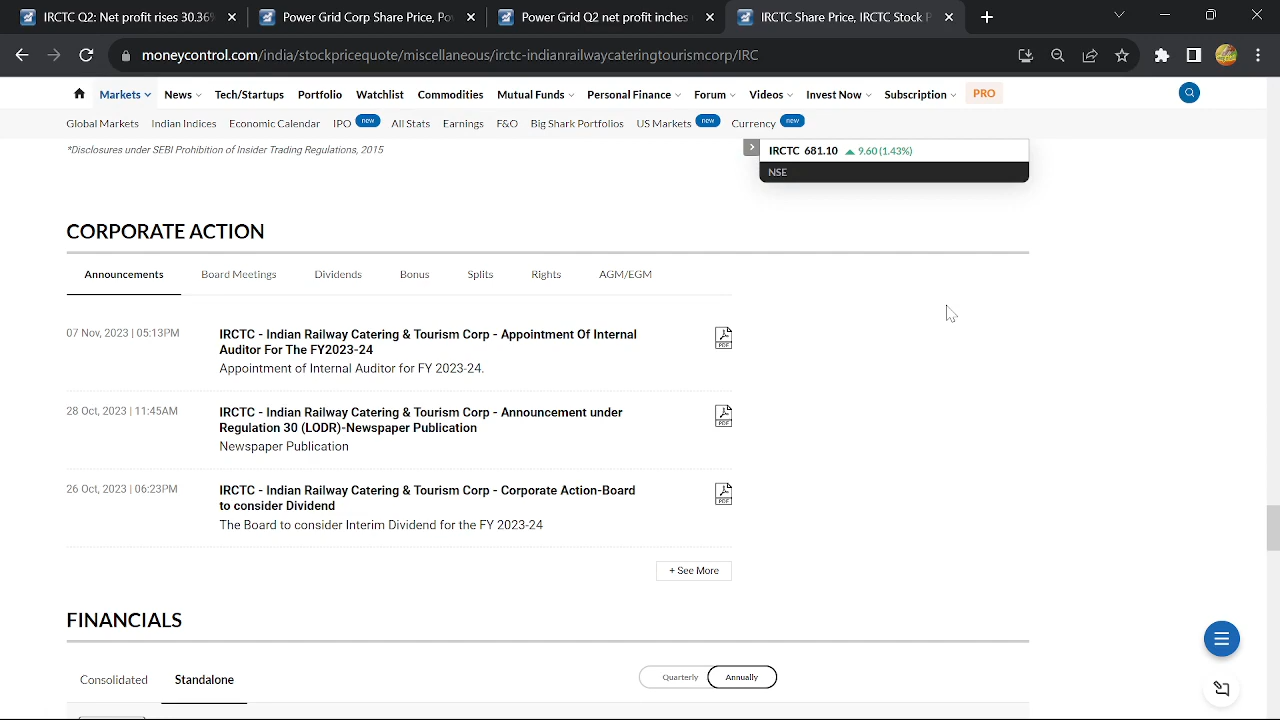 IRCTC Q2: Net profit rises 30.36%
Power Grid Corp Share Price, Po
Power Grid Q2 net profit inches
IRCTC Share Price, IRCTC Stock P
moneycontrol.com/india/stockpricequote/miscellaneous/irctc-indianrailwaycateringtourismcorp/IRC
Markets News Tech/Startups Portfolio Watchlist Commodities Mutual Funds Personal Finance Forum Videos Invest Now Subscription PRO
Global Markets Indian Indices Economic Calendar IPO new All Stats Earnings F&O Big Shark Portfolios US Markets new Currency new
*Disclosures under SEBI Prohibition of Insider Trading Regulations, 2015
IRCTC 681.10 9.60 (1.43%)
NSE
CORPORATE ACTION
Announcements Board Meetings Dividends Bonus Splits Rights AGM/EGM
07 Nov, 2023 | 05:13PM
IRCTC - Indian Railway Catering & Tourism Corp - Appointment Of Internal
Auditor For The FY2023-24
Appointment of Internal Auditor for FY 2023-24.
PDF
28 Oct, 2023 | 11:45AM
IRCTC - Indian Railway Catering & Tourism Corp - Announcement under
Regulation 30 (LODR)-Newspaper Publication
Newspaper Publication
PDF
26 Oct, 2023 | 06:23PM
IRCTC - Indian Railway Catering & Tourism Corp - Corporate Action-Board
to consider Dividend
The Board to consider Interim Dividend for the FY 2023-24
PDF
+ See More
FINANCIALS
Consolidated Standalone Quarterly Annually